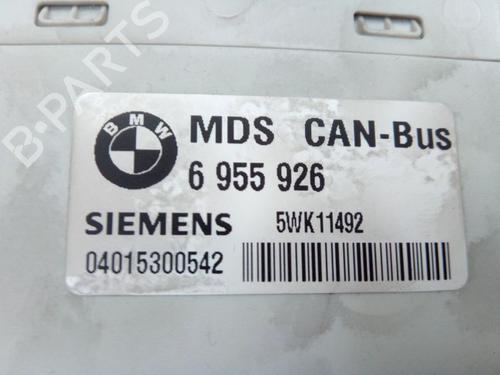 BMW
MDS CAN-Bus
6 955 926
SIEMENS 5WK11492
04015300542
B-PARTS